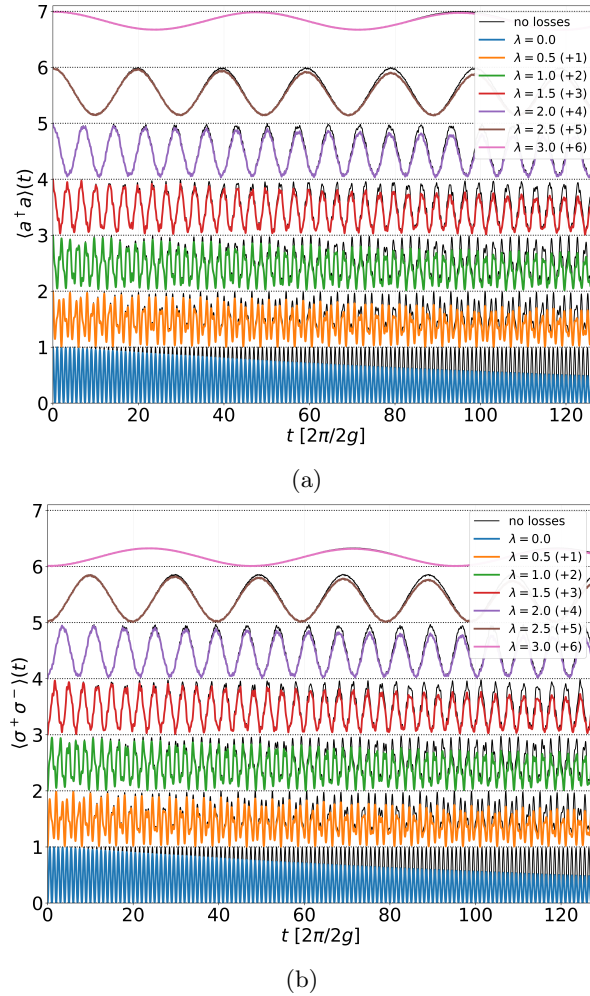 7
6
5
4
3
2
1
0
⟨a†a⟩(t)
no losses
λ = 0.0
λ = 0.5 (+1)
λ = 1.0 (+2)
λ = 1.5 (+3)
λ = 2.0 (+4)
λ = 2.5 (+5)
λ = 3.0 (+6)
0 20 40 60 80 100 120
t [2π/2g]
(a)
7
6
5
4
3
2
1
0
⟨σ⁺σ⁻⟩(t)
no losses
λ = 0.0
λ = 0.5 (+1)
λ = 1.0 (+2)
λ = 1.5 (+3)
λ = 2.0 (+4)
λ = 2.5 (+5)
λ = 3.0 (+6)
0 20 40 60 80 100 120
t [2π/2g]
(b)